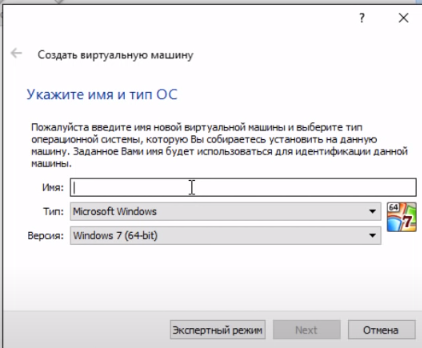 ?
Создать виртуальную машину
Укажите имя и тип ОС
Пожалуйста введите имя новой виртуальной машины и выберите тип
операционной системы, которую Вы собираетесь установить на данную
машину. Заданное Вами имя будет использоваться для идентификации данной
машины.
Имя:
Тип: Microsoft Windows
64
7
Версия: Windows 7 (64-bit)
Экспертный режим Next Отмена